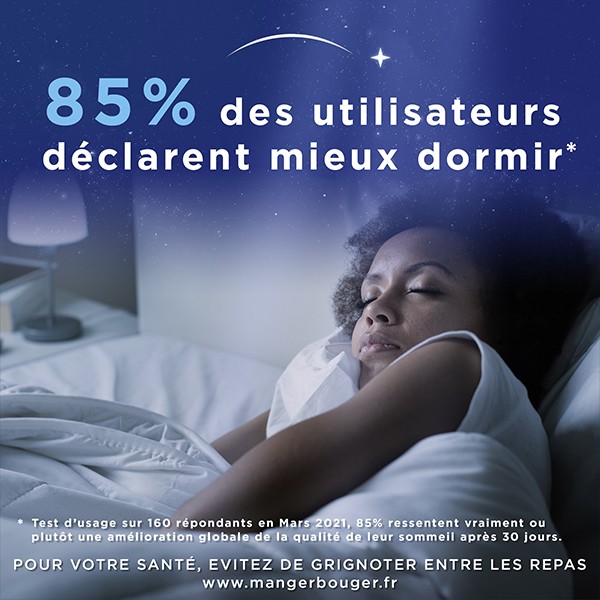 85% des utilisateurs
déclarent mieux dormir*
* Test d'usage sur 160 répondants en Mars 2021, 85% ressentent vraiment ou
plutôt une amélioration globale de la qualité de leur sommeil après 30 jours.
POUR VOTRE SANTÉ, EVITEZ DE GRIGNOTER ENTRE LES REPAS
www.mangerbouger.fr